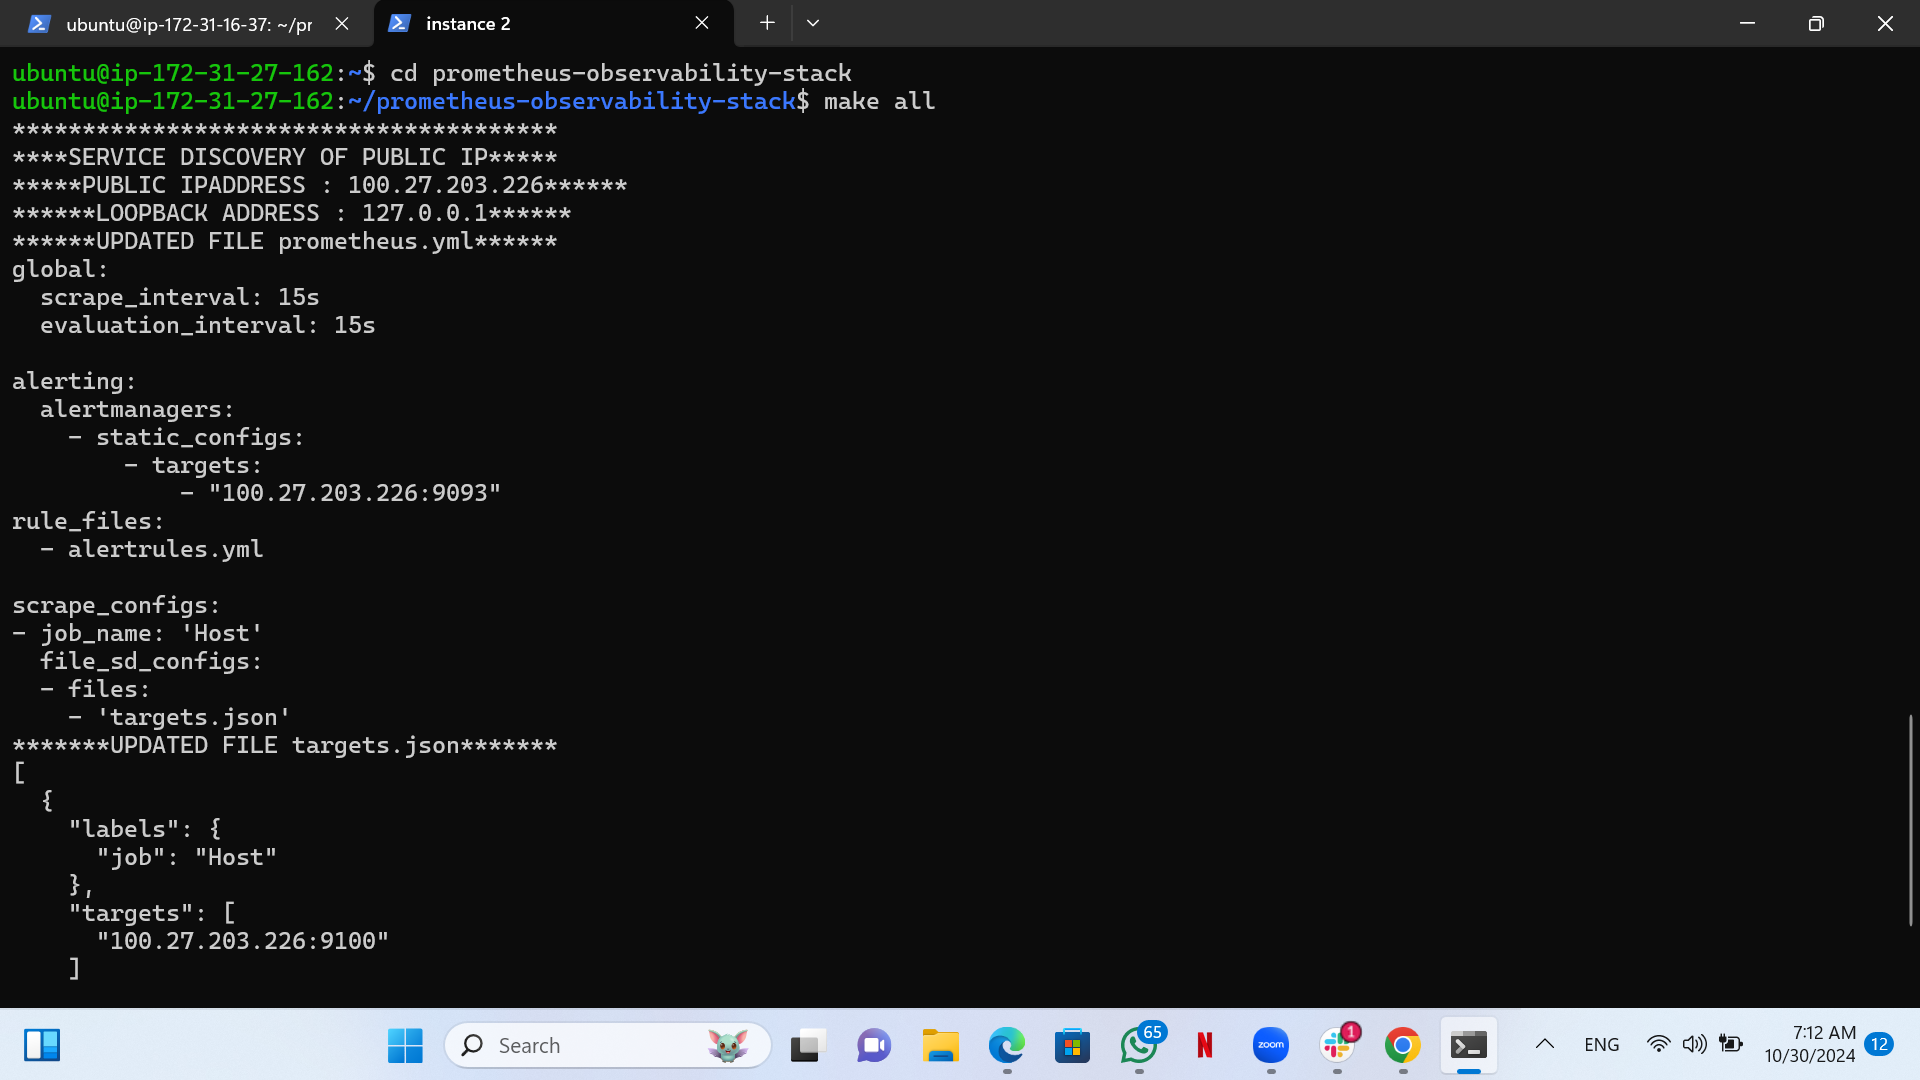 ubuntu@ip-172-31-16-37: ~/pr
instance 2
ubuntu@ip-172-31-27-162:~$ cd prometheus-observability-stack
ubuntu@ip-172-31-27-162:~/prometheus-observability-stack$ make all
***************************************
****SERVICE DISCOVERY OF PUBLIC IP*****
*****PUBLIC IPADDRESS : 100.27.203.226******
******LOOPBACK ADDRESS : 127.0.0.1******
******UPDATED FILE prometheus.yml******
global:
  scrape_interval: 15s
  evaluation_interval: 15s

alerting:
  alertmanagers:
    - static_configs:
        - targets:
            - "100.27.203.226:9093"
rule_files:
  - alertrules.yml

scrape_configs:
- job_name: 'Host'
  file_sd_configs:
  - files:
    - 'targets.json'
*******UPDATED FILE targets.json*******
[
  {
    "labels": {
      "job": "Host"
    },
    "targets": [
      "100.27.203.226:9100"
    ]
Search
65
N
zoom
1
ENG
7:12 AM
10/30/2024
12